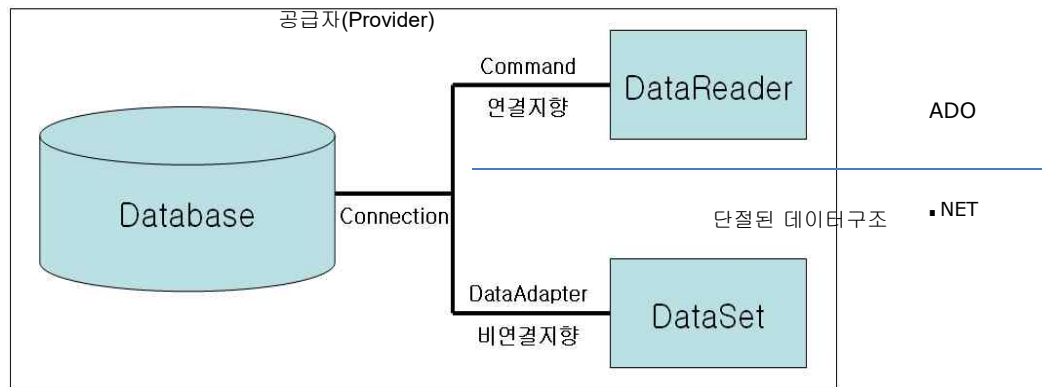 공급자(Provider)
Command
연결지향
DataReader
ADO
Database
Connection
단절된 데이터구조
.NET
DataAdapter
비연결지향
DataSet